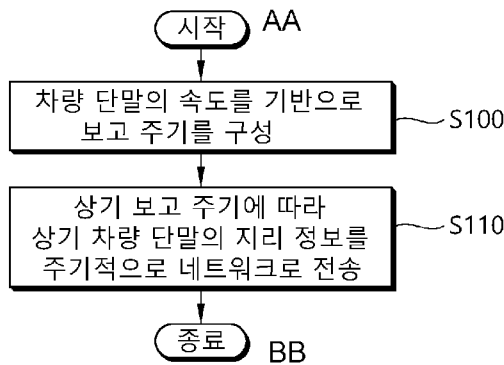 시작 AA
차량 단말의 속도를 기반으로
보고 주기를 구성
S100
상기 보고 주기에 따라
상기 차량 단말의 지리 정보를
주기적으로 네트워크로 전송
S110
종료 BB